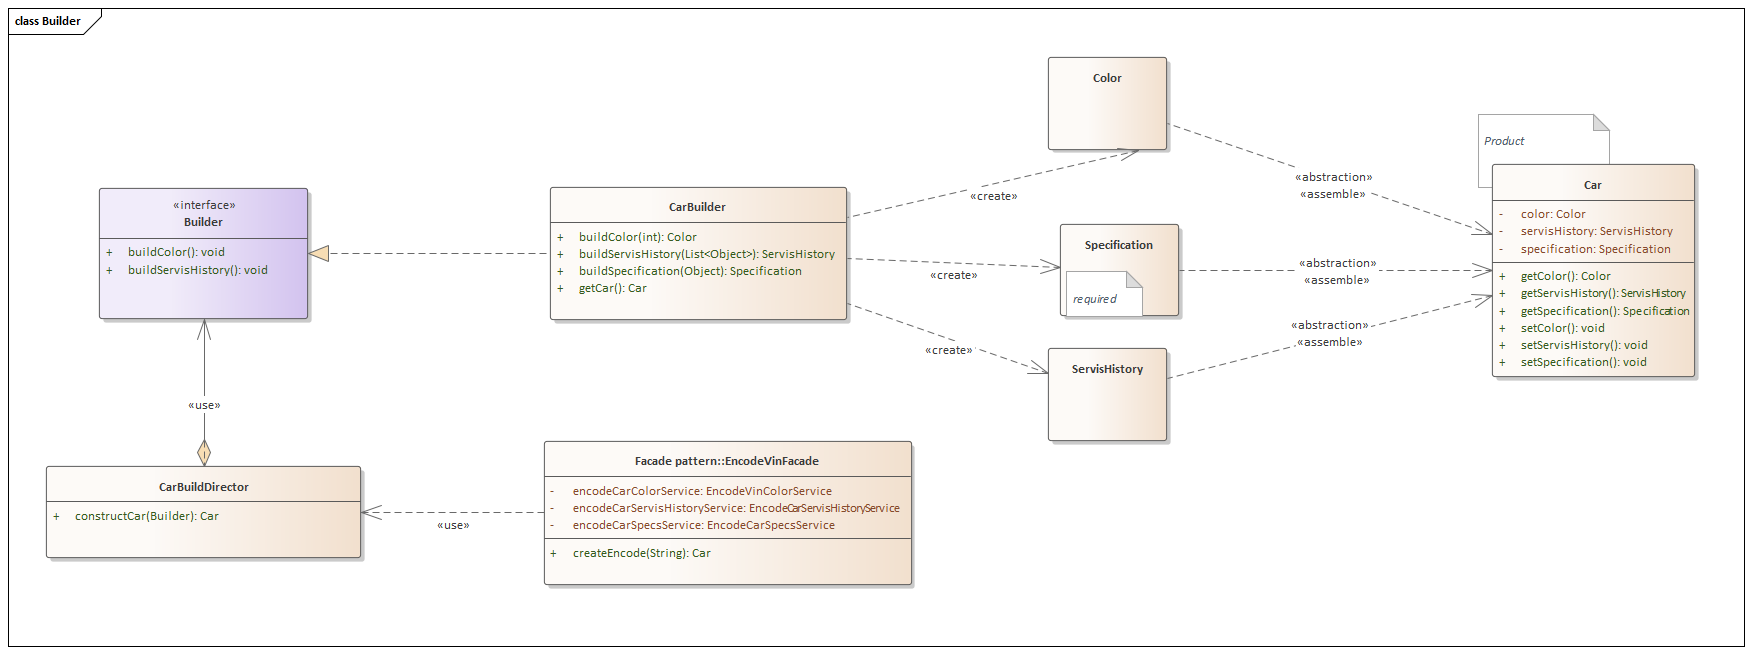 class Builder
«interface»
Builder
+ buildColor(): void
+ buildServisHistory(): void
«use»
CarBuildDirector
+ constructCar(Builder): Car
CarBuilder
+ buildColor(int): Color
+ buildServisHistory(List<Object>): ServisHistory
+ buildSpecification(Object): Specification
+ getCar(): Car
«use»
Facade pattern::EncodeVinFacade
- encodeCarColorService: EncodeVinColorService
- encodeCarServisHistoryService: EncodeCarServisHistoryService
- encodeCarSpecsService: EncodeCarSpecsService
+ createEncode(String): Car
«create»
«create»
«create»
Color
Specification
required
ServisHistory
«abstraction»
«assemble»
«abstraction»
«assemble»
«abstraction»
«assemble»
Product
Car
- color: Color
- servisHistory: ServisHistory
- specification: Specification
+ getColor(): Color
+ getServisHistory(): ServisHistory
+ getSpecification(): Specification
+ setColor(): void
+ setServisHistory(): void
+ setSpecification(): void